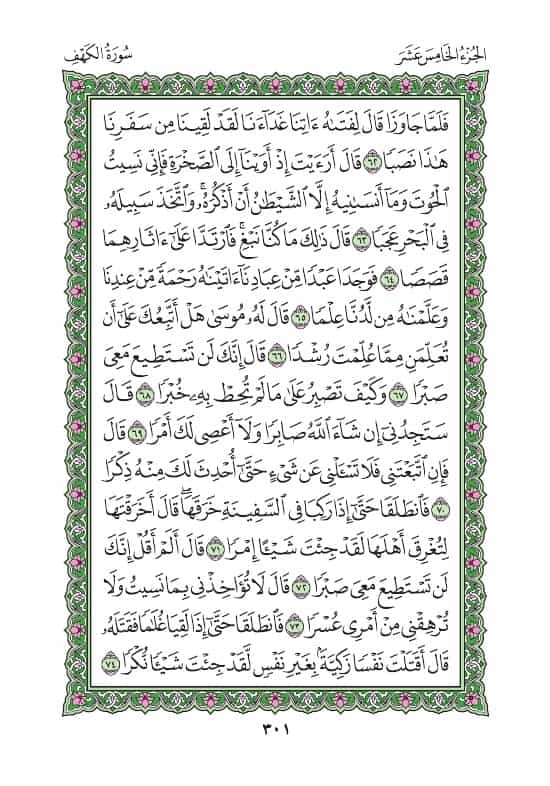 الجُزْءُ الخَامِسَ عَشَرَ
سُورَةُ الكَهْفِ
فَلَمَّا جَاوَزَا قَالَ لِفَتَىٰهُ ءَاتِنَا غَدَآءَنَا لَقَدْ لَقِينَا مِن سَفَرِنَا
هَٰذَا نَصَبًا ٦٢ قَالَ أَرَءَيْتَ إِذْ أَوَيْنَآ إِلَى ٱلصَّخْرَةِ فَإِنِّي نَسِيتُ
ٱلْحُوتَ وَمَآ أَنسَىٰنِيهُ إِلَّا ٱلشَّيْطَٰنُ أَنْ أَذْكُرَهُۥۚ وَٱتَّخَذَ سَبِيلَهُۥ
فِي ٱلْبَحْرِ عَجَبًا ٦٣ قَالَ ذَٰلِكَ مَا كُنَّا نَبْغِۚ فَٱرْتَدَّا عَلَىٰٓ ءَاثَارِهِمَا
قَصَصًا ٦٤ فَوَجَدَا عَبْدًا مِّنْ عِبَادِنَآ ءَاتَيْنَٰهُ رَحْمَةً مِّنْ عِندِنَا
وَعَلَّمْنَٰهُ مِن لَّدُنَّا عِلْمًا ٦٥ قَالَ لَهُۥ مُوسَىٰ هَلْ أَتَّبِعُكَ عَلَىٰٓ أَن
تُعَلِّمَنِ مِمَّا عُلِّمْتَ رُشْدًا ٦٦ قَالَ إِنَّكَ لَن تَسْتَطِيعَ مَعِيَ
صَبْرًا ٦٧ وَكَيْفَ تَصْبِرُ عَلَىٰ مَا لَمْ تُحِطْ بِهِۦ خُبْرًا ٦٨ قَالَ
سَتَجِدُنِيٓ إِن شَآءَ ٱللَّهُ صَابِرًا وَلَآ أَعْصِي لَكَ أَمْرًا ٦٩ قَالَ
فَإِنِ ٱتَّبَعْتَنِي فَلَا تَسْـَٔلْنِي عَن شَيْءٍ حَتَّىٰٓ أُحْدِثَ لَكَ مِنْهُ ذِكْرًا
٧٠ فَٱنطَلَقَا حَتَّىٰٓ إِذَا رَكِبَا فِي ٱلسَّفِينَةِ خَرَقَهَاۖ قَالَ أَخَرَقْتَهَا
لِتُغْرِقَ أَهْلَهَا لَقَدْ جِئْتَ شَيْـًٔا إِمْرًا ٧١ قَالَ أَلَمْ أَقُلْ إِنَّكَ
لَن تَسْتَطِيعَ مَعِيَ صَبْرًا ٧٢ قَالَ لَا تُؤَاخِذْنِي بِمَا نَسِيتُ وَلَا
تُرْهِقْنِي مِنْ أَمْرِي عُسْرًا ٧٣ فَٱنطَلَقَا حَتَّىٰٓ إِذَا لَقِيَا غُلَٰمًا فَقَتَلَهُۥ
قَالَ أَقَتَلْتَ نَفْسًا زَكِيَّةًۢ بِغَيْرِ نَفْسٍ لَّقَدْ جِئْتَ شَيْـًٔا نُّكْرًا ٧٤
٣٠١